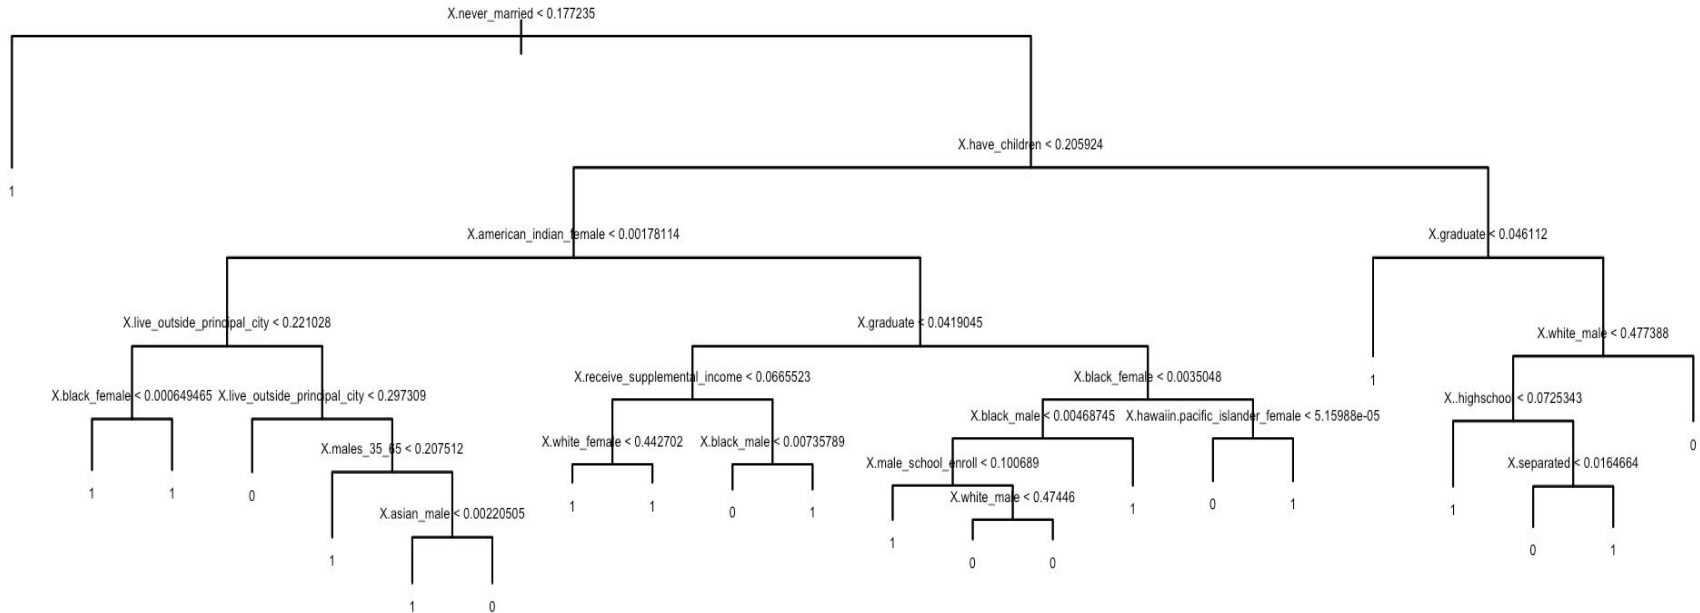 X.never_married < 0.177235
X.have_children < 0.205924
1
X.american_indian_female < 0.00178114
X.graduate < 0.046112
X.live_outside_principal_city < 0.221028
X.graduate < 0.0419045
X.white_male < 0.477388
X.receive_supplemental_income < 0.0665523
X.black_female < 0.0035048
1
X.black_female < 0.000649465
X.live_outside_principal_city < 0.297309
X..highschool < 0.0725343
X.black_male < 0.00468745
X.hawaiin.pacific_islander_female < 5.15988e-05
X.males_35_65 < 0.207512
X.white_female < 0.442702
X.black_male < 0.00735789
0
X.male_school_enroll < 0.100689
X.separated < 0.0164664
1
1
0
X.white_male < 0.47446
1
1
0
1
1
0
1
1
X.asian_male < 0.00220505
1
0
1
1
0
0
1
0